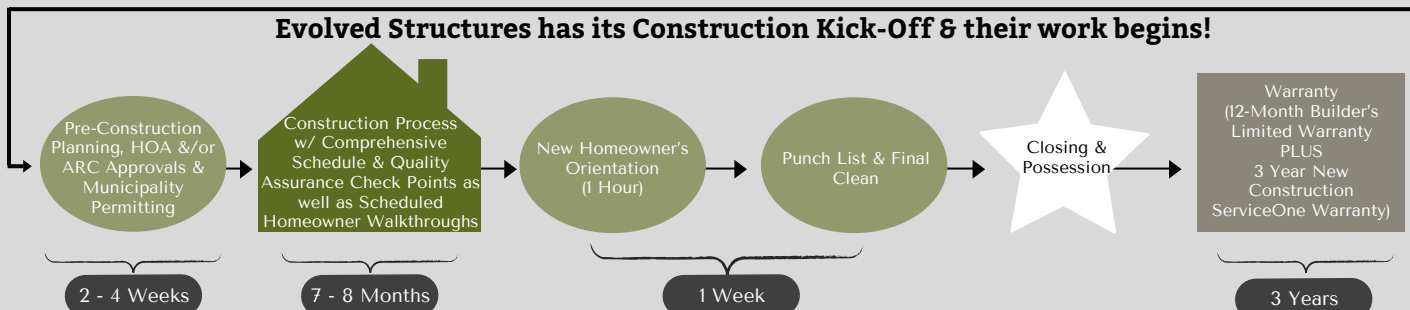 Evolved Structures has its Construction Kick-Off & their work begins!
Pre-Construction
Planning, HOA &/or
ARC Approvals &
Municipality
Permitting
Construction Process
w/ Comprehensive
Schedule & Quality
Assurance Check Points as
well as Scheduled
Homeowner Walkthroughs
New Homeowner's
Orientation
(1 Hour)
Punch List & Final
Clean
Closing &
Possession
Warranty
(12-Month Builder's
Limited Warranty
PLUS
3 Year New
Construction
ServiceOne Warranty)
2 - 4 Weeks
7 - 8 Months
1 Week
3 Years